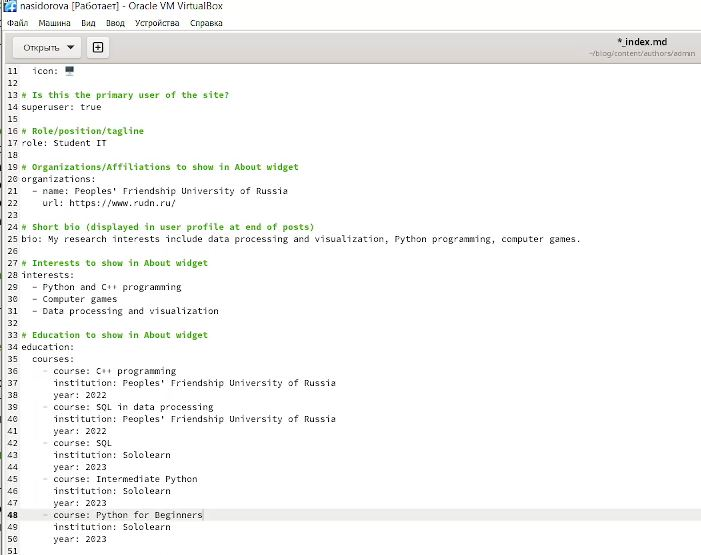 nasidorova [Работает] - Oracle VM VirtualBox
Файл Машина Вид Ввод Устройства Справка
Открыть
*_index.md
~/blog/content/authors/admin
11 icon: 🖥️
12
13 # Is this the primary user of the site?
14 superuser: true
15
16 # Role/position/tagline
17 role: Student IT
18
19 # Organizations/Affiliations to show in About widget
20 organizations:
21 - name: Peoples' Friendship University of Russia
22 url: https://www.rudn.ru/
23
24 # Short bio (displayed in user profile at end of posts)
25 bio: My research interests include data processing and visualization, Python programming, computer games.
26
27 # Interests to show in About widget
28 interests:
29 - Python and C++ programming
30 - Computer games
31 - Data processing and visualization
32
33 # Education to show in About widget
34 education:
35 courses:
36 - course: C++ programming
37 institution: Peoples' Friendship University of Russia
38 year: 2022
39 - course: SQL in data processing
40 institution: Peoples' Friendship University of Russia
41 year: 2022
42 - course: SQL
43 institution: Sololearn
44 year: 2023
45 - course: Intermediate Python
46 institution: Sololearn
47 year: 2023
48 - course: Python for Beginners
49 institution: Sololearn
50 year: 2023
51